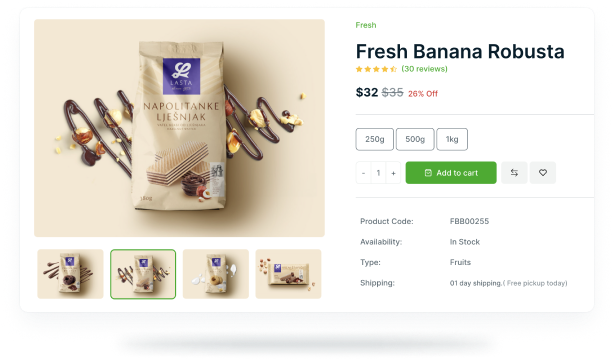 Fresh
Fresh Banana Robusta
(30 reviews)
$32 $35 26% Off
250g 500g 1kg
- 1 + Add to cart
Product Code: FBB00255
Availability: In Stock
Type: Fruits
Shipping: 01 day shipping.( Free pickup today)
LASTA
NAPOLITANKE
LJEŠNJAK